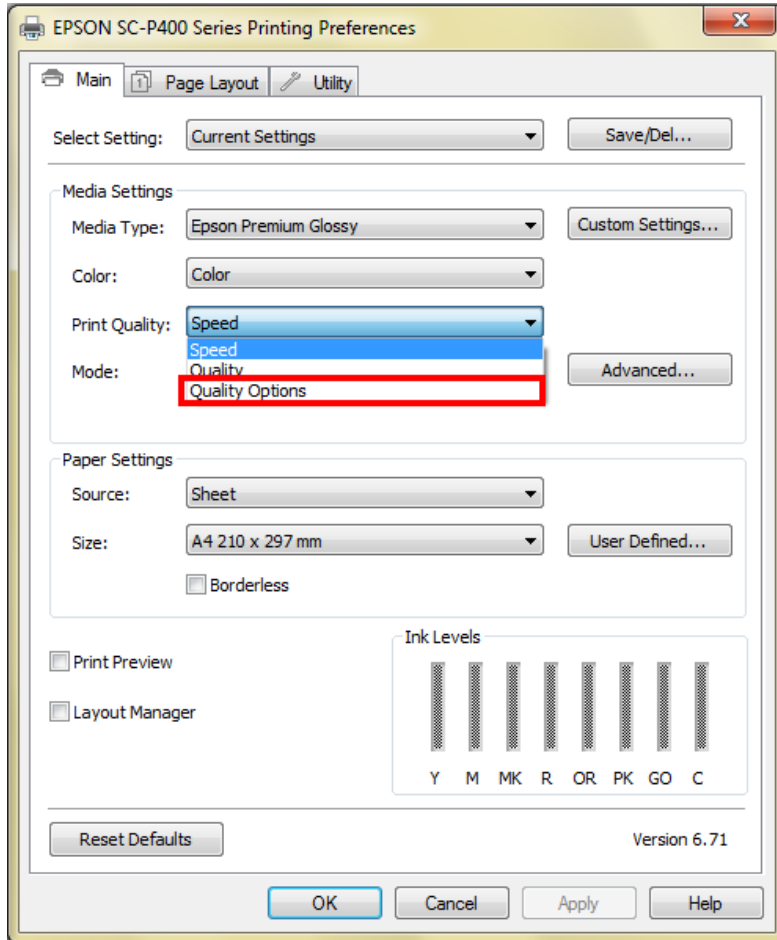 EPSON SC-P400 Series Printing Preferences
Main Page Layout Utility
Select Setting: Current Settings Save/Del...
Media Settings
Media Type: Epson Premium Glossy Custom Settings...
Color: Color
Print Quality: Speed
Speed
Mode: Quality Advanced...
Quality Options
Paper Settings
Source: Sheet
Size: A4 210 x 297 mm User Defined...
Borderless
Print Preview
Layout Manager
Ink Levels
Y M MK R OR PK GO C
Reset Defaults Version 6.71
OK Cancel Apply Help